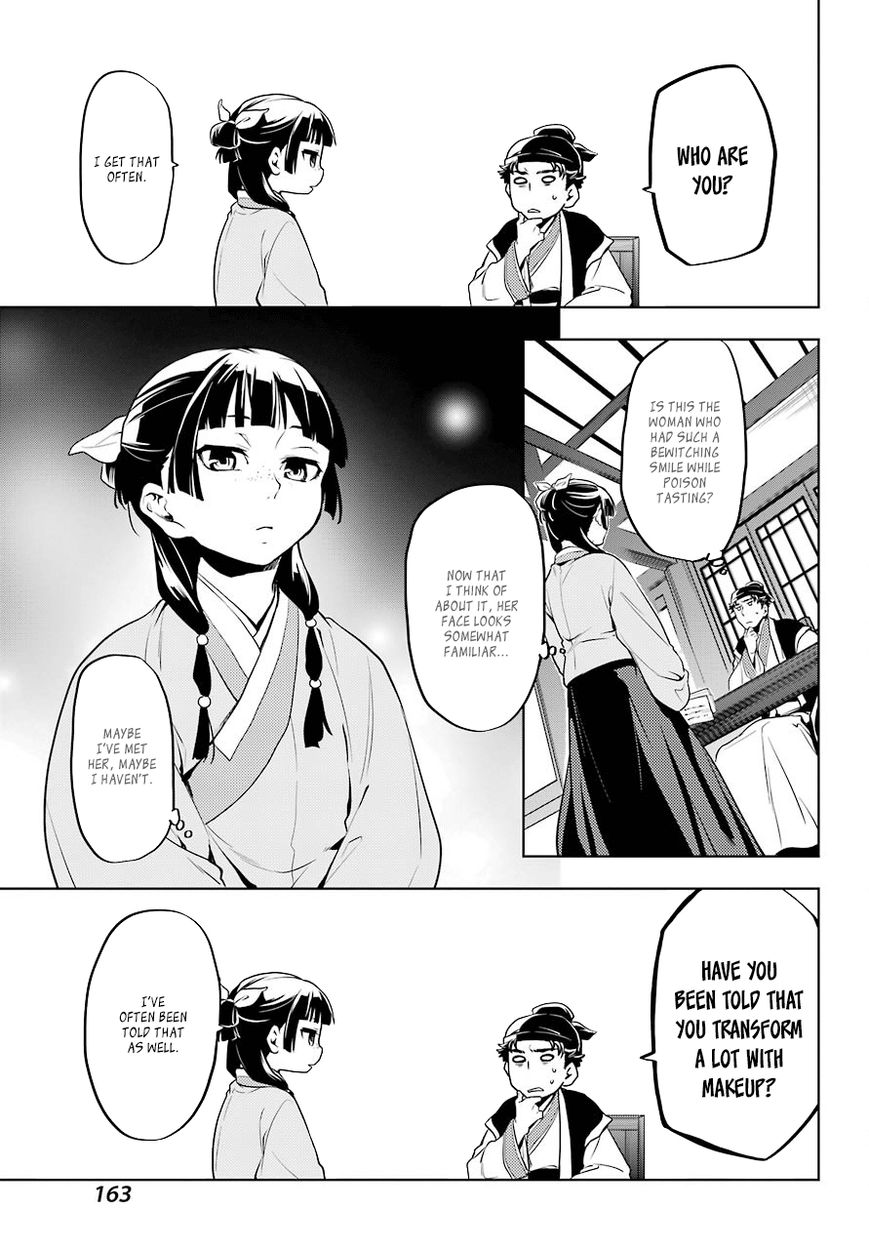 WHO ARE
YOU?
I GET THAT
OFTEN.
IS THIS THE
WOMAN WHO
HAD SUCH A
BEWITCHING
SMILE WHILE
POISON
TASTING?
NOW THAT
I THINK OF
ABOUT IT, HER
FACE LOOKS
SOMEWHAT
FAMILIAR...
MAYBE
I'VE MET
HER, MAYBE
I HAVEN'T.
HAVE YOU
BEEN TOLD THAT
YOU TRANSFORM
A LOT WITH
MAKEUP?
I'VE
OFTEN BEEN
TOLD THAT
AS WELL.
163